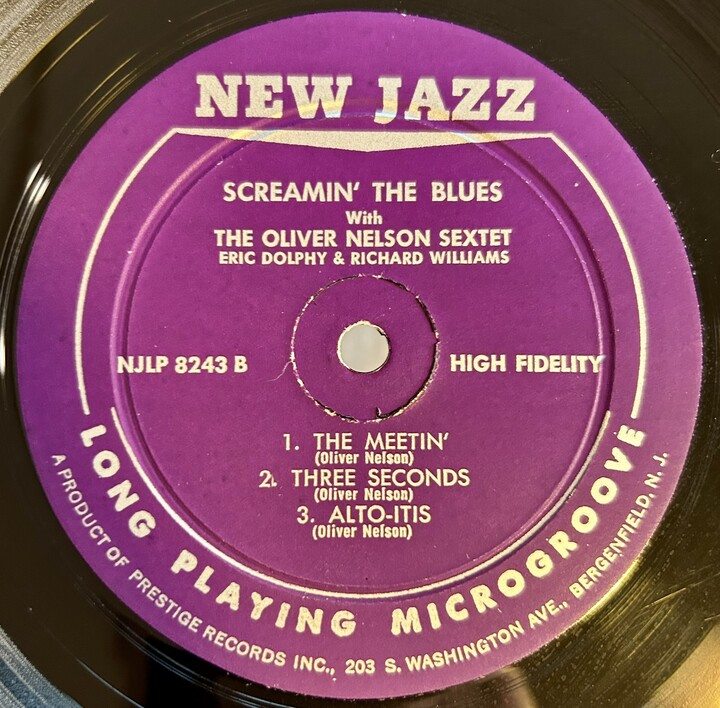 NEW JAZZ
SCREAMIN' THE BLUES
With
THE OLIVER NELSON SEXTET
ERIC DOLPHY & RICHARD WILLIAMS
NJLP 8243 B
HIGH FIDELITY
1. THE MEETIN'
(Oliver Nelson)
2. THREE SECONDS
(Oliver Nelson)
3. ALTO-ITIS
(Oliver Nelson)
LONG PLAYING MICROGROOVE
A PRODUCT OF PRESTIGE RECORDS INC., 203 S. WASHINGTON AVE., BERGENFIELD, N. J.